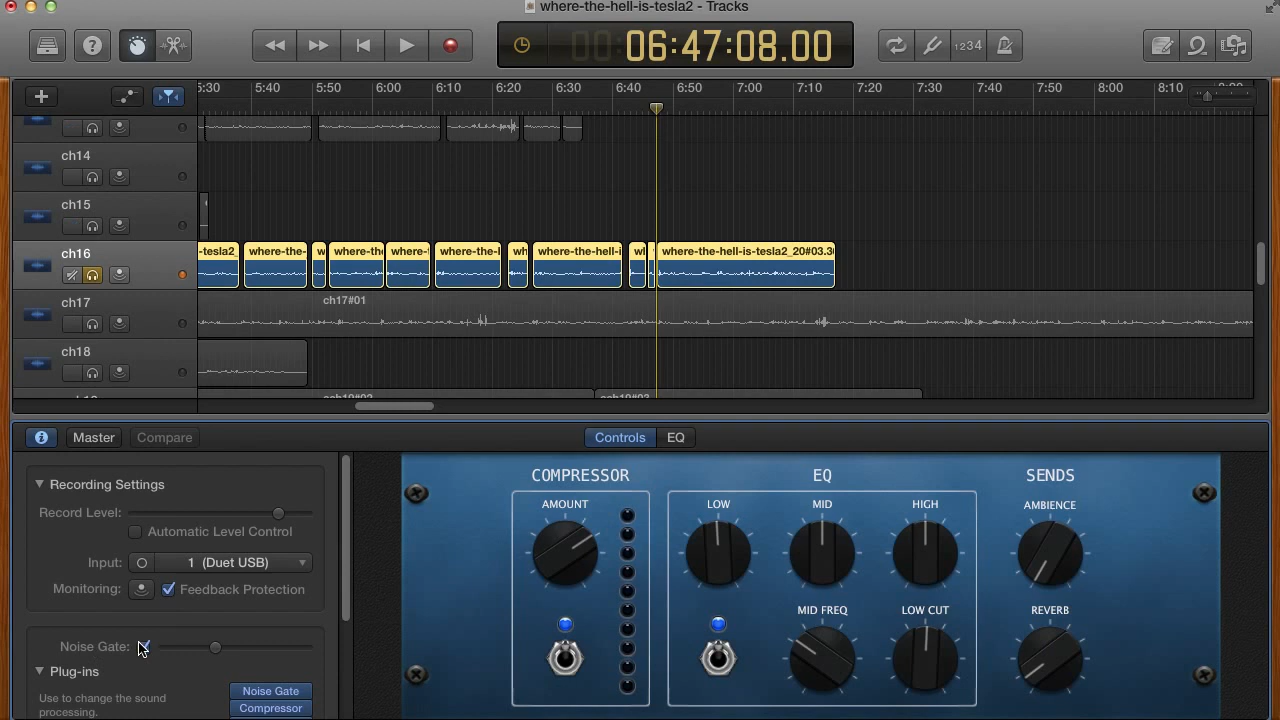 where-the-hell-is-tesla2 - Tracks
06:47:08.00
1234
5:30 5:40 5:50 6:00 6:10 6:20 6:30 6:40 6:50 7:00 7:10 7:20 7:30 7:40 7:50 8:00 8:10
ch14
ch15
ch16
-tesla2_ where-the- w where-the where- where-the-h wh where-the-hell-i wh where-the-hell-is-tesla2_20#03.3
ch17
ch17#01
ch18
Master Compare Controls EQ
Recording Settings
Record Level:
Automatic Level Control
Input: 1 (Duet USB)
Monitoring: Feedback Protection
Noise Gate:
Plug-ins
Use to change the sound
processing.
Noise Gate
Compressor
COMPRESSOR
AMOUNT
EQ
LOW MID HIGH
MID FREQ LOW CUT
SENDS
AMBIENCE
REVERB